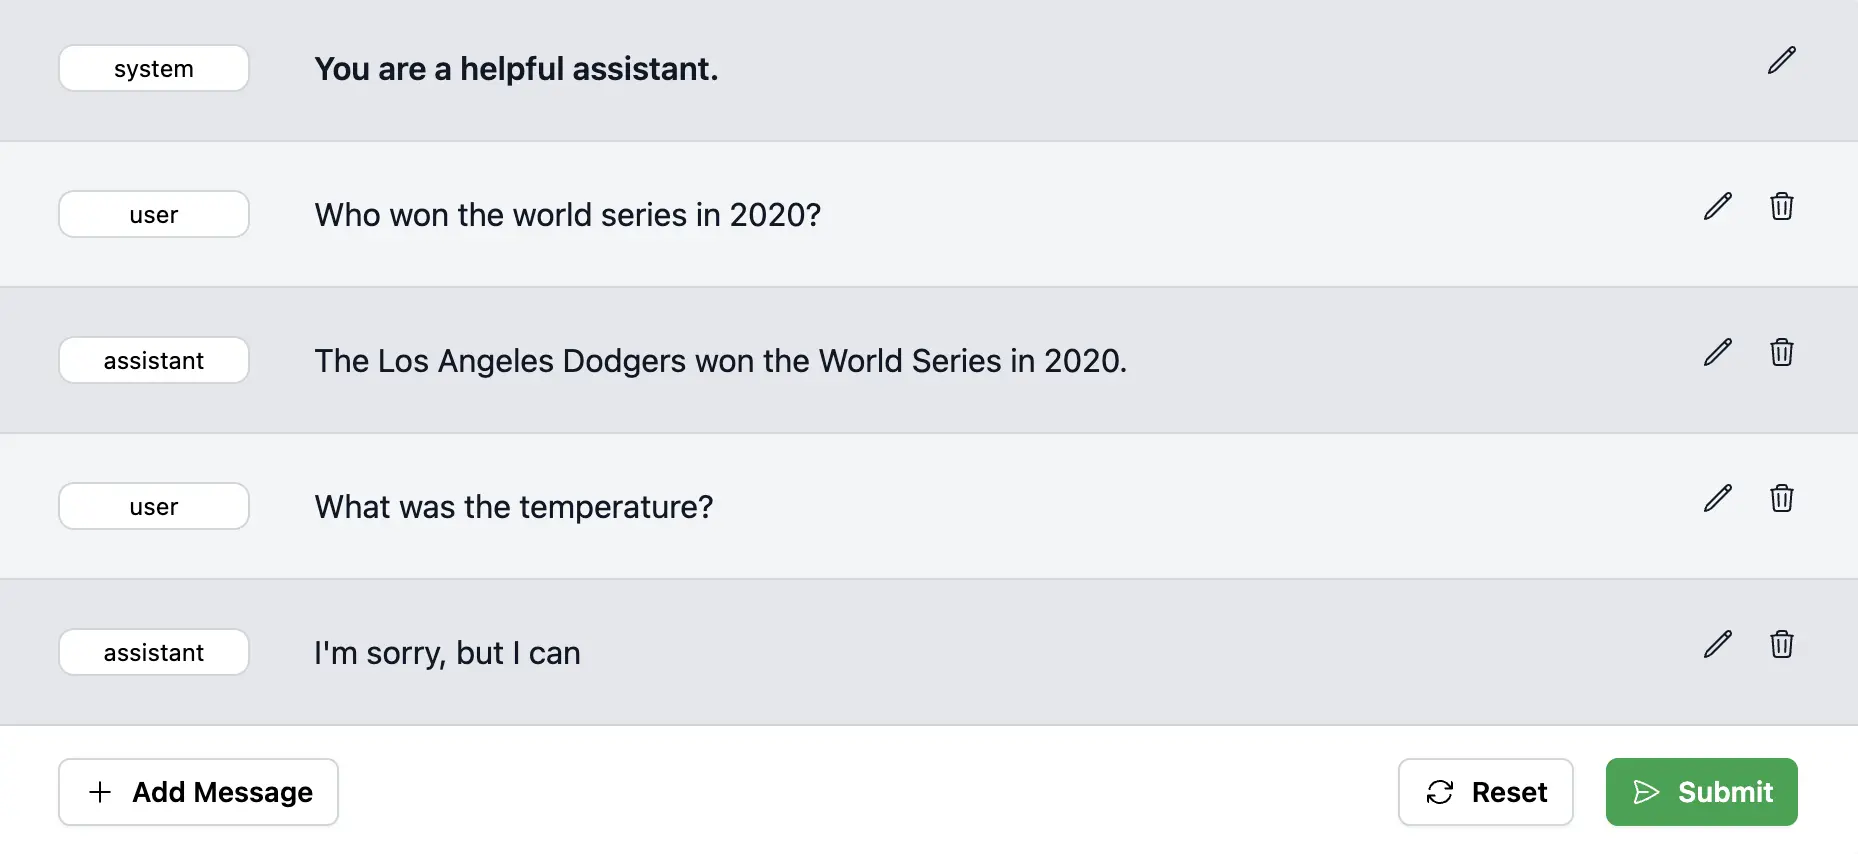 system
You are a helpful assistant.
user
Who won the world series in 2020?
assistant
The Los Angeles Dodgers won the World Series in 2020.
user
What was the temperature?
assistant
I'm sorry, but I can
Add Message
Reset
Submit